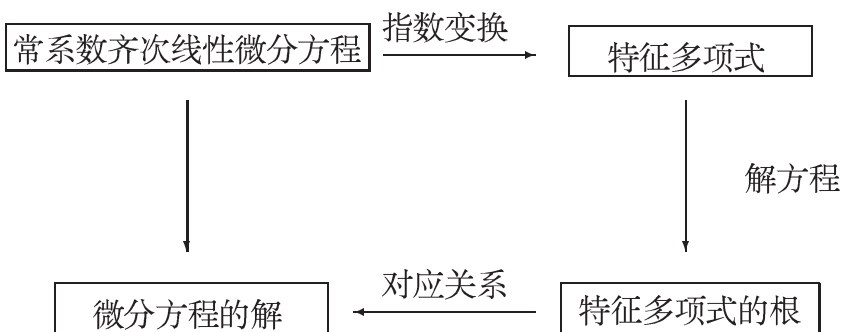 指数变换
常系数齐次线性微分方程
特征多项式
解方程
对应关系
微分方程的解
特征多项式的根